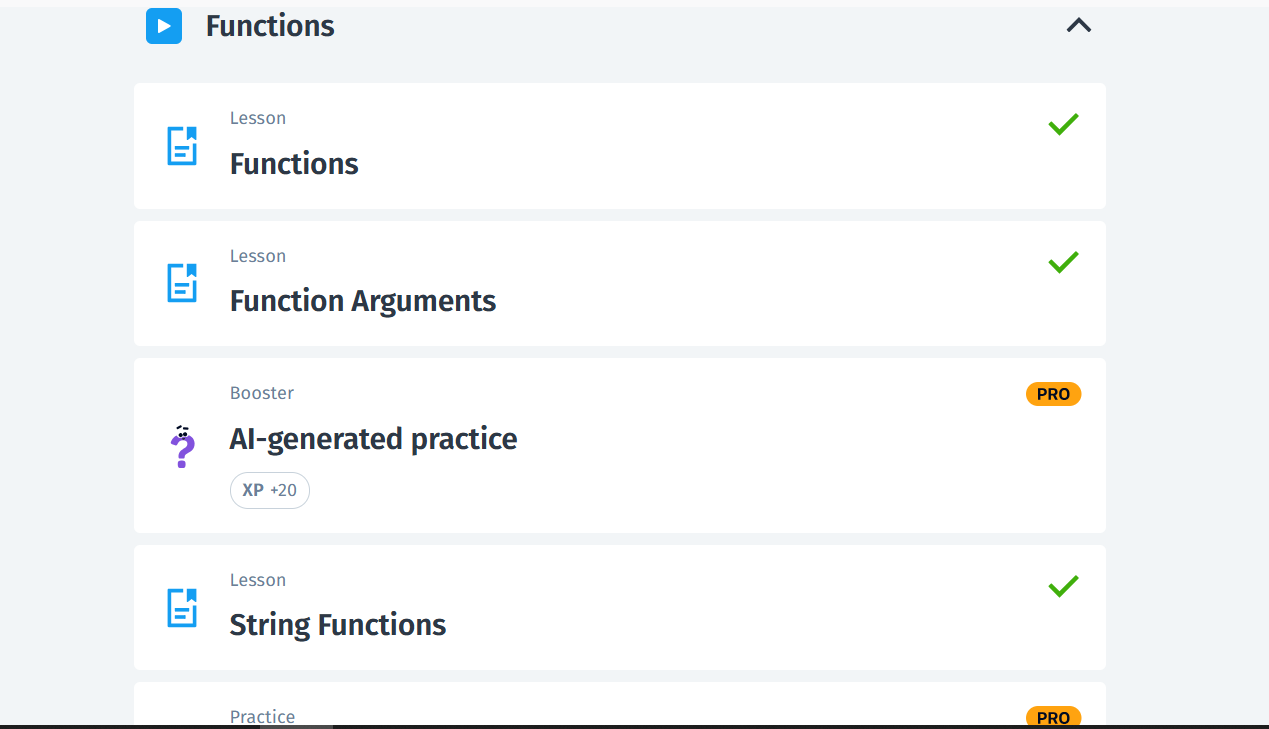 Functions
Lesson
Functions
Lesson
Function Arguments
Booster
PRO
AI-generated practice
XP +20
Lesson
String Functions
Practice
PRO